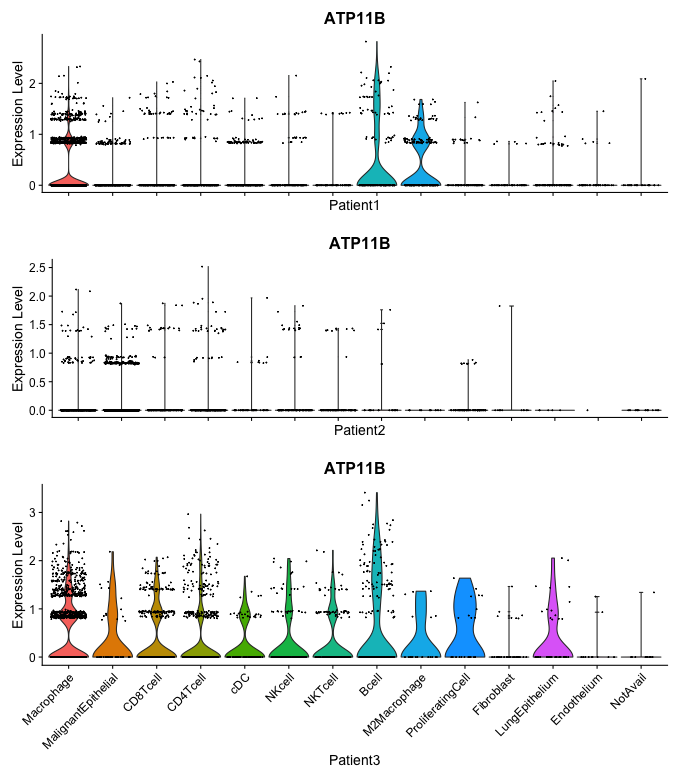 ATP11B
Expression Level
2
1
0
Patient1
ATP11B
Expression Level
2.5
2.0
1.5
1.0
0.5
0.0
Patient2
ATP11B
Expression Level
3
2
1
0
Macrophage
MalignantEpithelial
CD8Tcell
CD4Tcell
cDC
NKcell
NKTcell
Bcell
M2Macrophage
ProliferatingCell
Fibroblast
LungEpithelium
Endothelium
NotAvail
Patient3